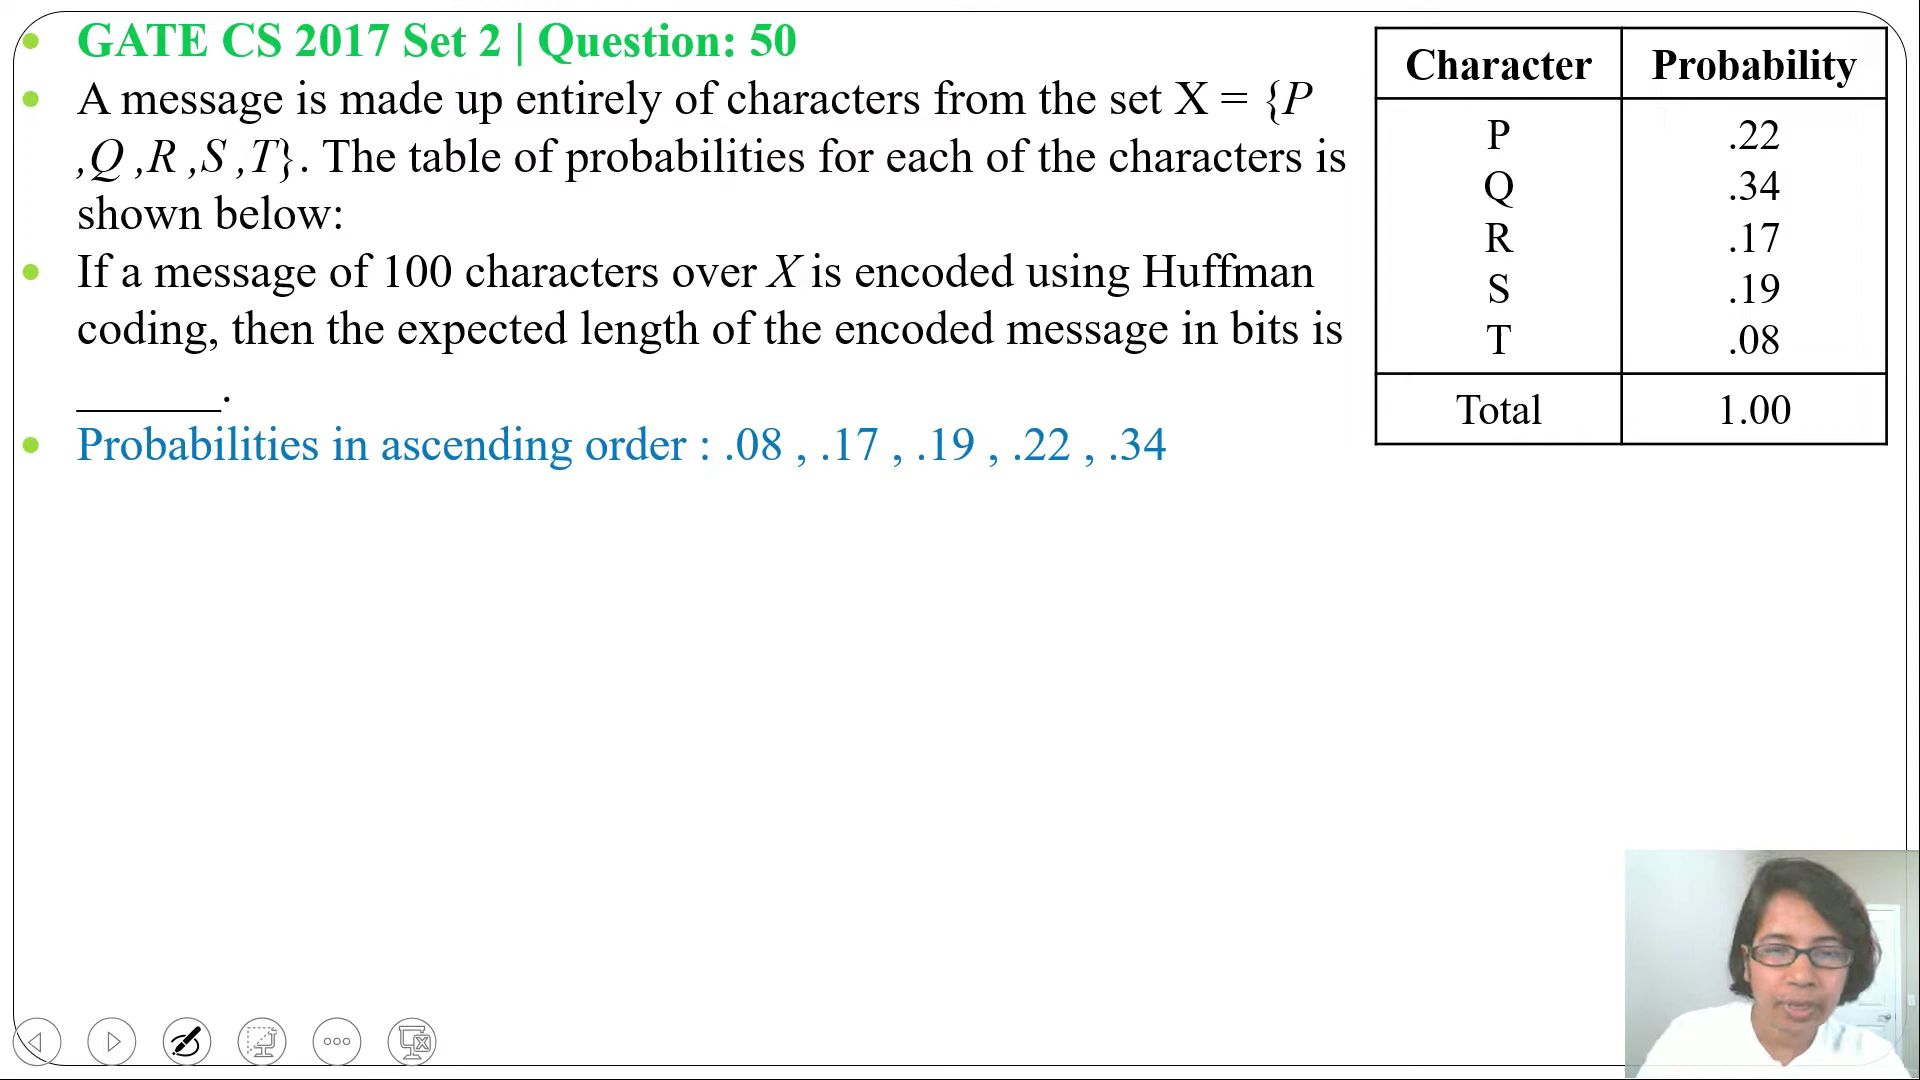 GATE CS 2017 Set 2 | Question: 50
A message is made up entirely of characters from the set X = {P
,Q ,R ,S ,T}. The table of probabilities for each of the characters is
shown below:
If a message of 100 characters over X is encoded using Huffman
coding, then the expected length of the encoded message in bits is
______.
Probabilities in ascending order : .08 , .17 , .19 , .22 , .34
Character Probability
P .22
Q .34
R .17
S .19
T .08
Total 1.00